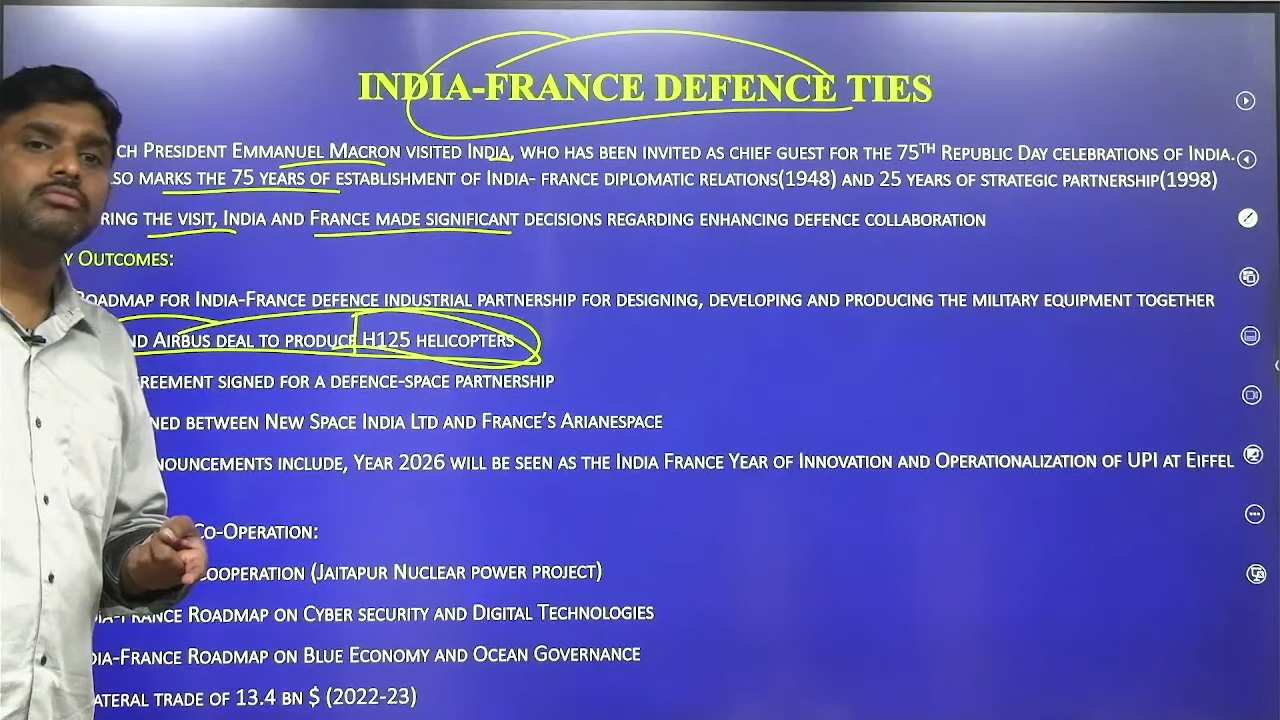 INDIA-FRANCE DEFENCE TIES
CH PRESIDENT EMMANUEL MACRON VISITED INDIA, WHO HAS BEEN INVITED AS CHIEF GUEST FOR THE 75TH REPUBLIC DAY CELEBRATIONS OF INDIA.
SO MARKS THE 75 YEARS OF ESTABLISHMENT OF INDIA- FRANCE DIPLOMATIC RELATIONS(1948) AND 25 YEARS OF STRATEGIC PARTNERSHIP(1998)
RING THE VISIT, INDIA AND FRANCE MADE SIGNIFICANT DECISIONS REGARDING ENHANCING DEFENCE COLLABORATION
Y OUTCOMES:
ROADMAP FOR INDIA-FRANCE DEFENCE INDUSTRIAL PARTNERSHIP FOR DESIGNING, DEVELOPING AND PRODUCING THE MILITARY EQUIPMENT TOGETHER
ND AIRBUS DEAL TO PRODUCE H125 HELICOPTERS
REEMENT SIGNED FOR A DEFENCE-SPACE PARTNERSHIP
NED BETWEEN NEW SPACE INDIA LTD AND FRANCE'S ARIANESPACE
NOUNCEMENTS INCLUDE, YEAR 2026 WILL BE SEEN AS THE INDIA FRANCE YEAR OF INNOVATION AND OPERATIONALIZATION OF UPI AT EIFFEL
CO-OPERATION:
COOPERATION (JAITAPUR NUCLEAR POWER PROJECT)
DIA-FRANCE ROADMAP ON CYBER SECURITY AND DIGITAL TECHNOLOGIES
DIA-FRANCE ROADMAP ON BLUE ECONOMY AND OCEAN GOVERNANCE
ATERAL TRADE OF 13.4 BN $ (2022-23)